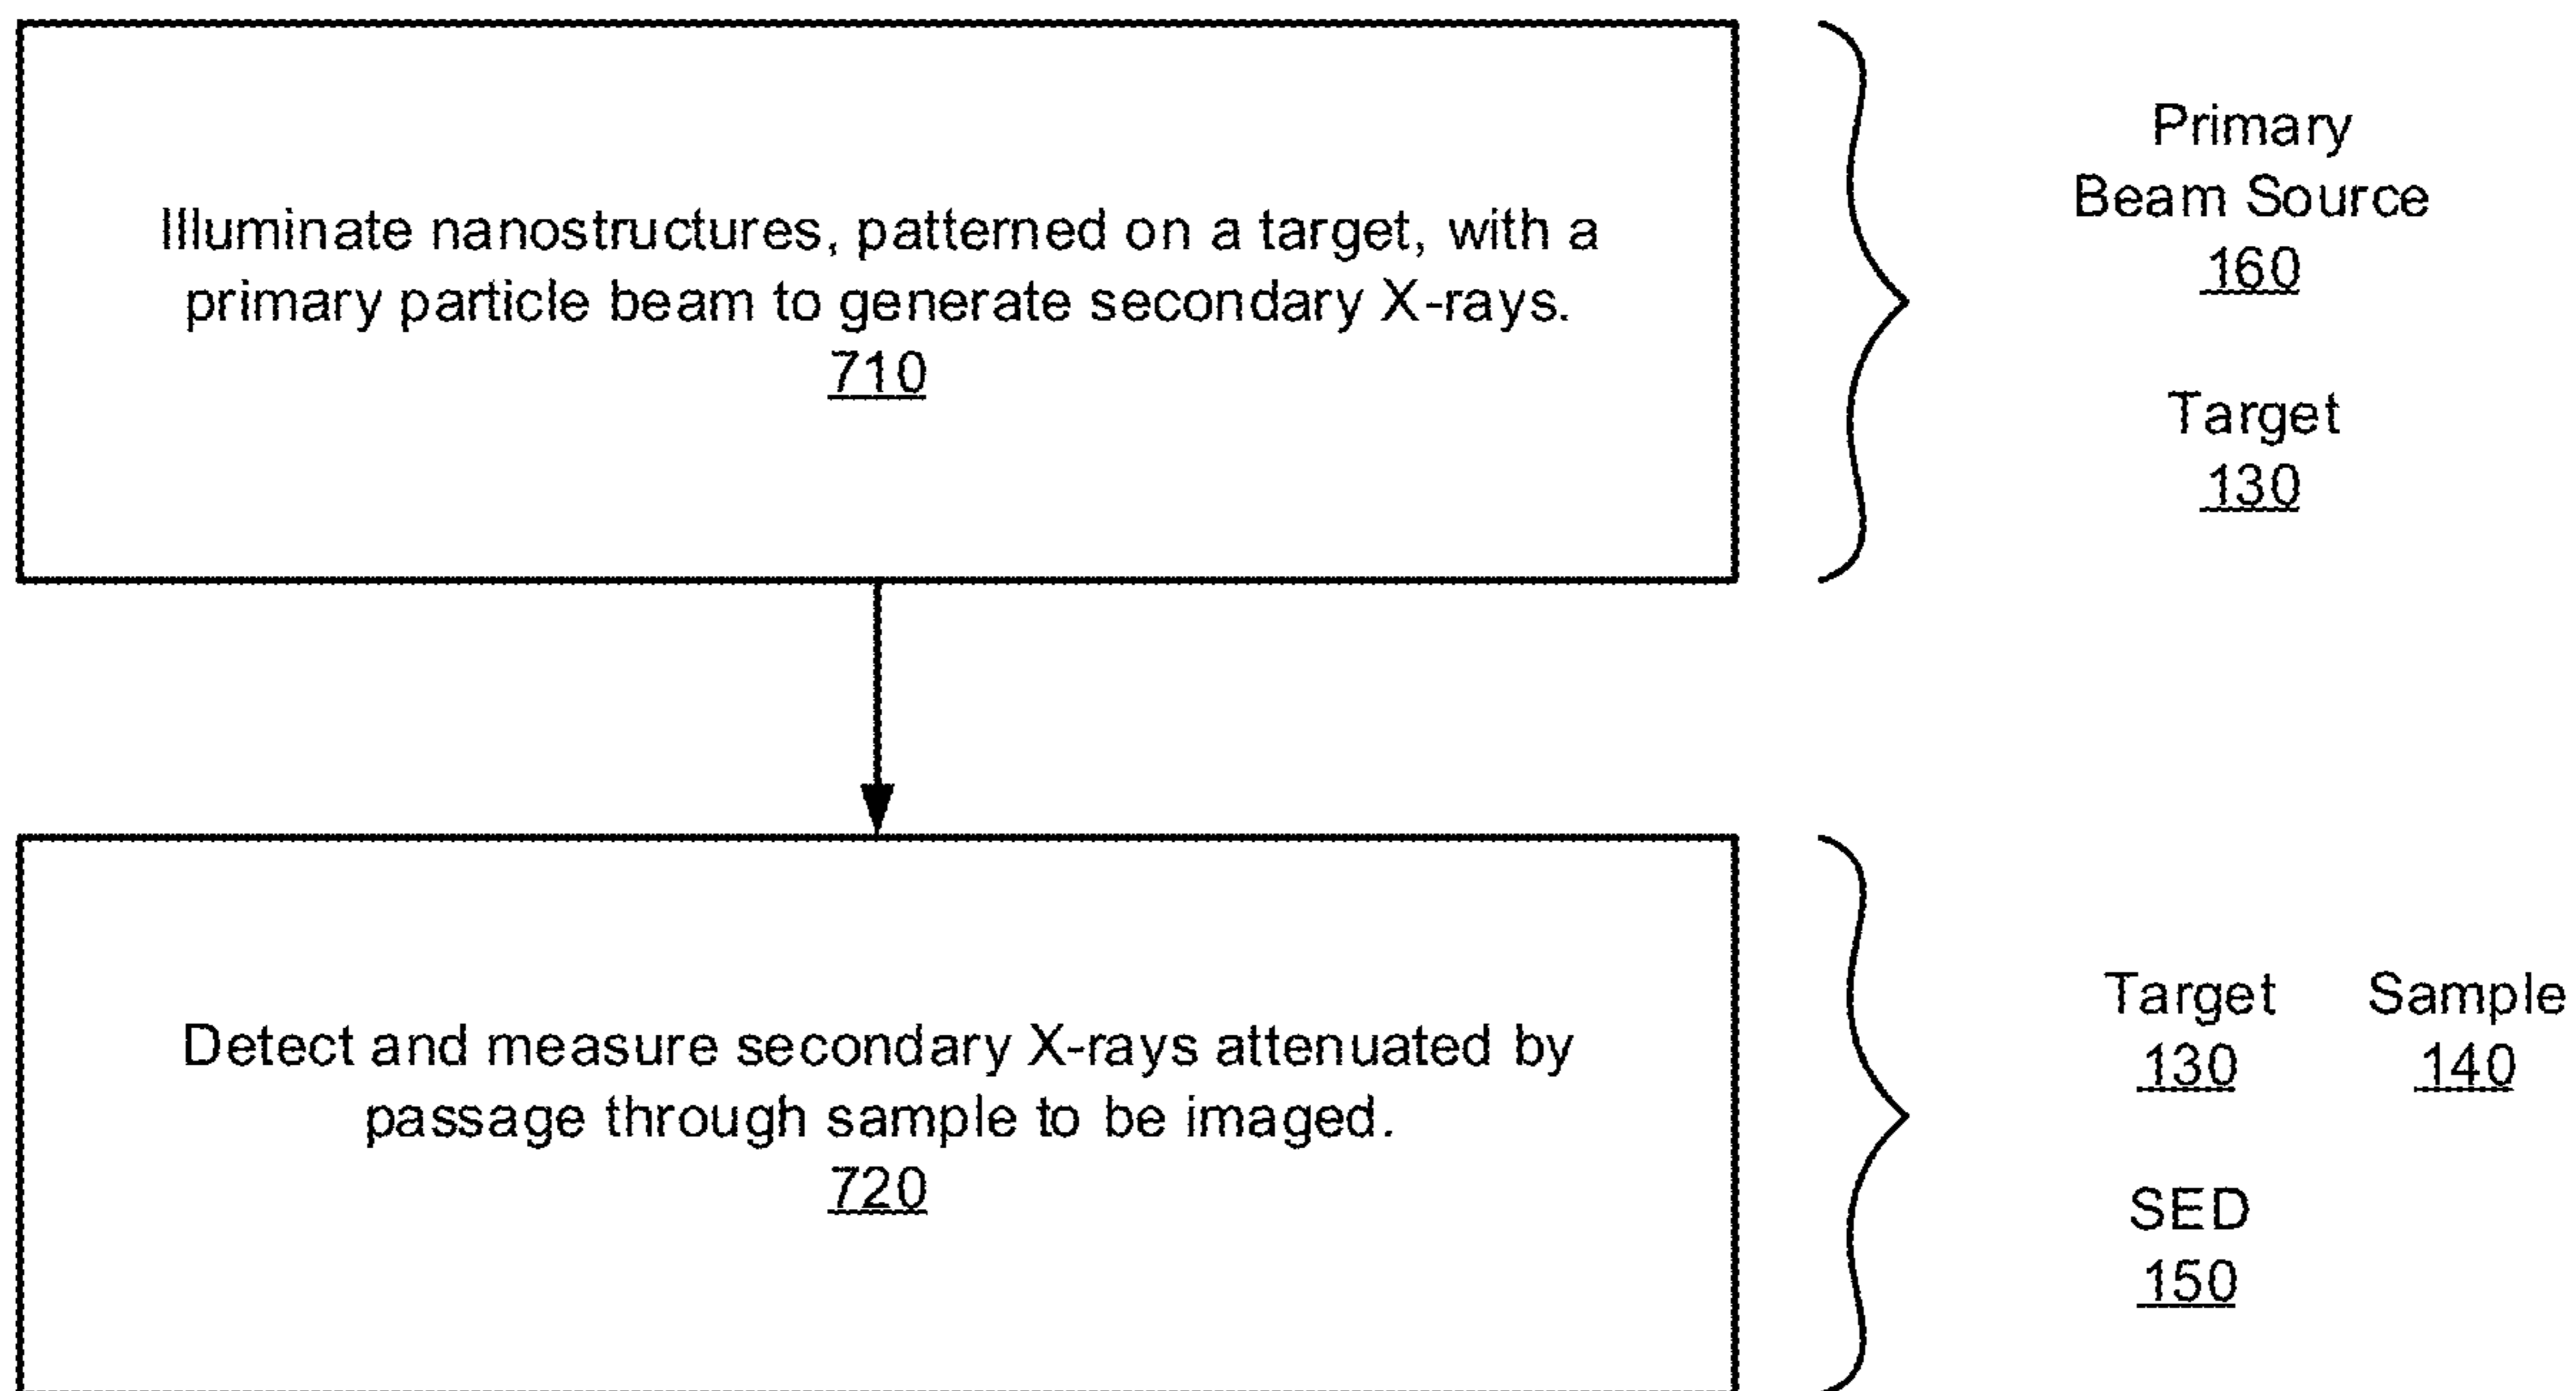 Illuminate nanostructures, patterned on a target, with a
primary particle beam to generate secondary X-rays.
710
Primary
Beam Source
160
Target
130
Detect and measure secondary X-rays attenuated by
passage through sample to be imaged.
720
Target Sample
130 140
SED
150